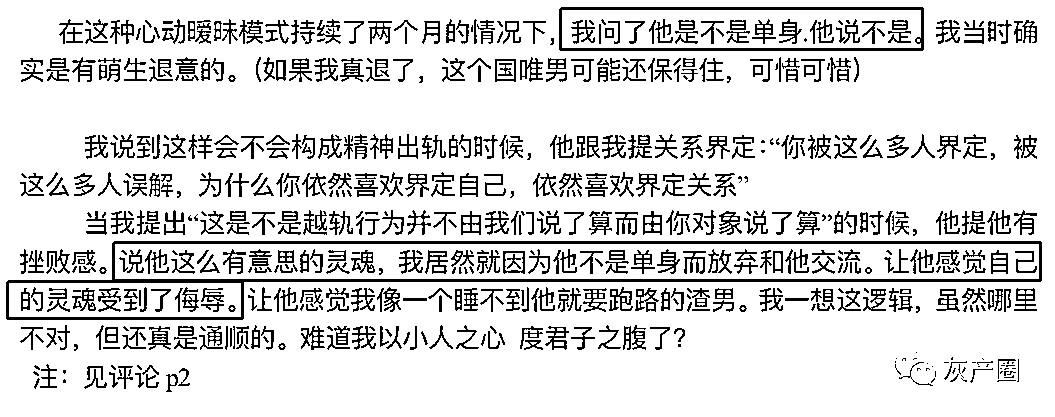 在这种心动暧昧模式持续了两个月的情况下，我问了他是不是单身.他说不是。我当时确
实是有萌生退意的。（如果我真退了，这个国唯男可能还保得住，可惜可惜）
我说到这样会不会构成精神出轨的时候，他跟我提关系界定：“你被这么多人界定，被
这么多人误解，为什么你依然喜欢界定自己，依然喜欢界定关系”
当我提出“这是不是越轨行为并不由我们说了算而由你对象说了算”的时候，他提他有
挫败感。说他这么有意思的灵魂，我居然就因为他不是单身而放弃和他交流。让他感觉自己
的灵魂受到了侮辱。让他感觉我像一个睡不到他就要跑路的渣男。我一想这逻辑，虽然哪里
不对，但还真是通顺的。难道我以小人之心 度君子之腹了？
注：见评论 p2
灰产圈